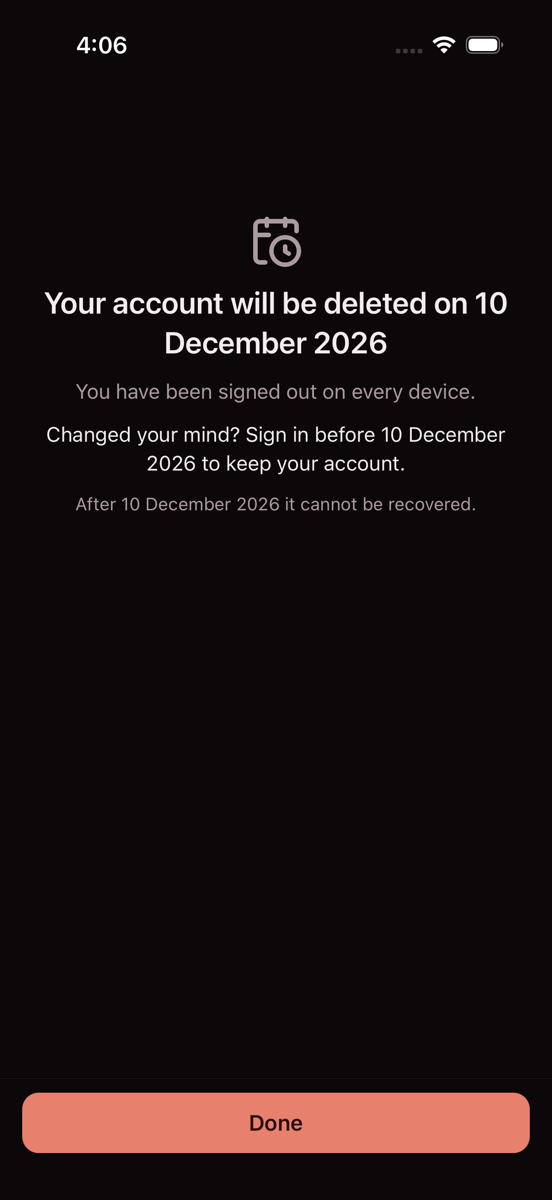 4:06
Your account will be deleted on 10
December 2026
You have been signed out on every device.
Changed your mind? Sign in before 10 December
2026 to keep your account.
After 10 December 2026 it cannot be recovered.
Done